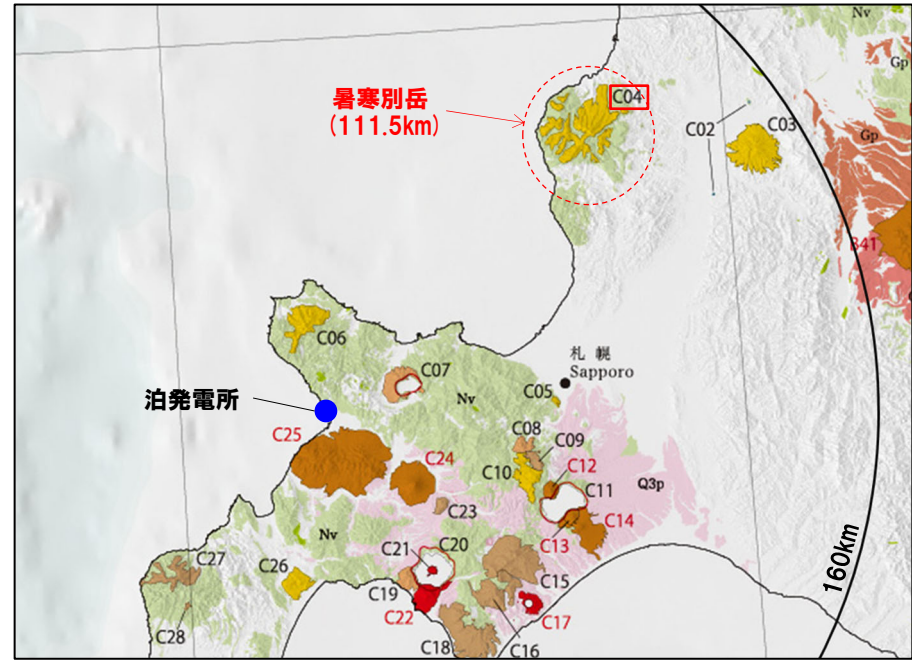 Nv
Gp
暑寒別岳
(111.5km)
C04
C02
C03
Gp
B41
C06
C07
札幌
Sapporo
泊発電所
Nv
C05
C25
C08
C09
C24
C10
C12
C11
Q3p
C23
C14
C13
Nv
C21
C20
C27
C26
C15
160km
C19
C22
C17
C28
C18
C16